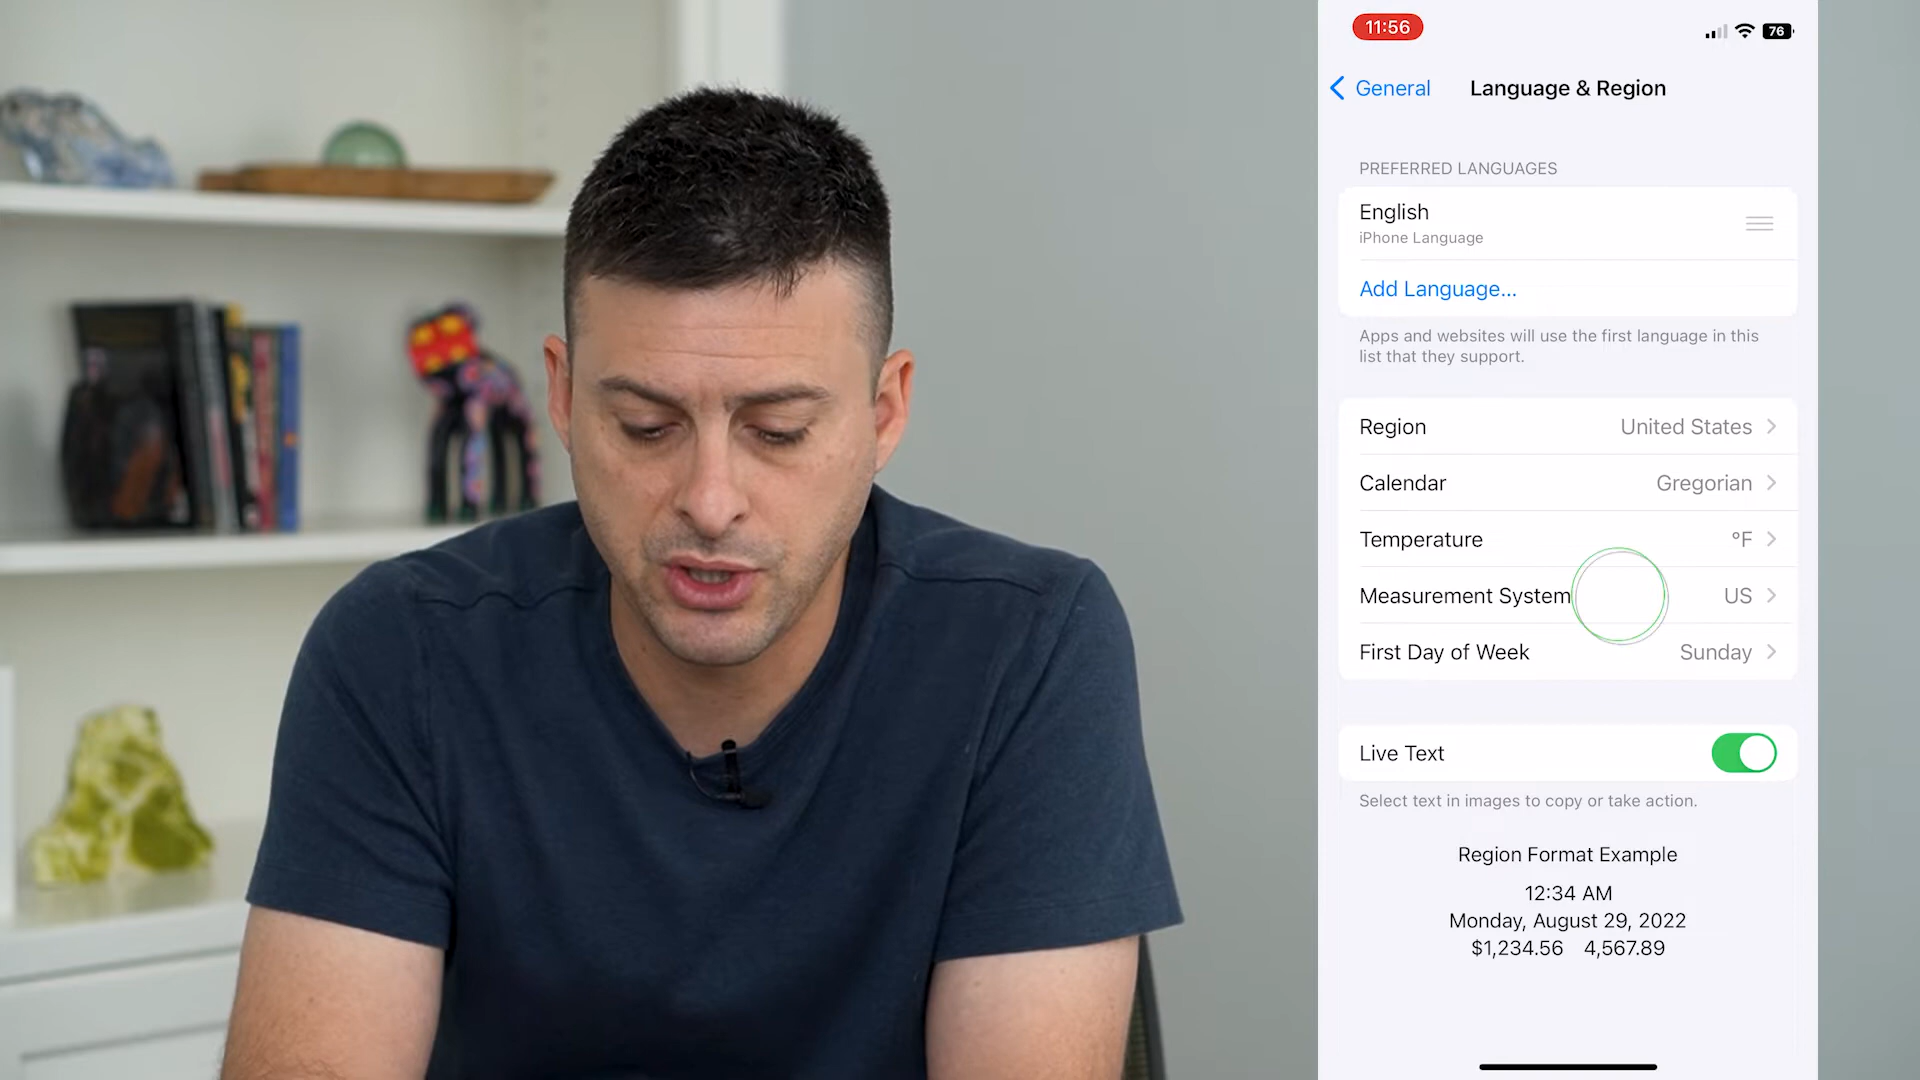 11:56
76
General
Language & Region
PREFERRED LANGUAGES
English
iPhone Language
Add Language...
Apps and websites will use the first language in this
list that they support.
Region United States
Calendar Gregorian
Temperature °F
Measurement System US
First Day of Week Sunday
Live Text
Select text in images to copy or take action.
Region Format Example
12:34 AM
Monday, August 29, 2022
$1,234.56 4,567.89